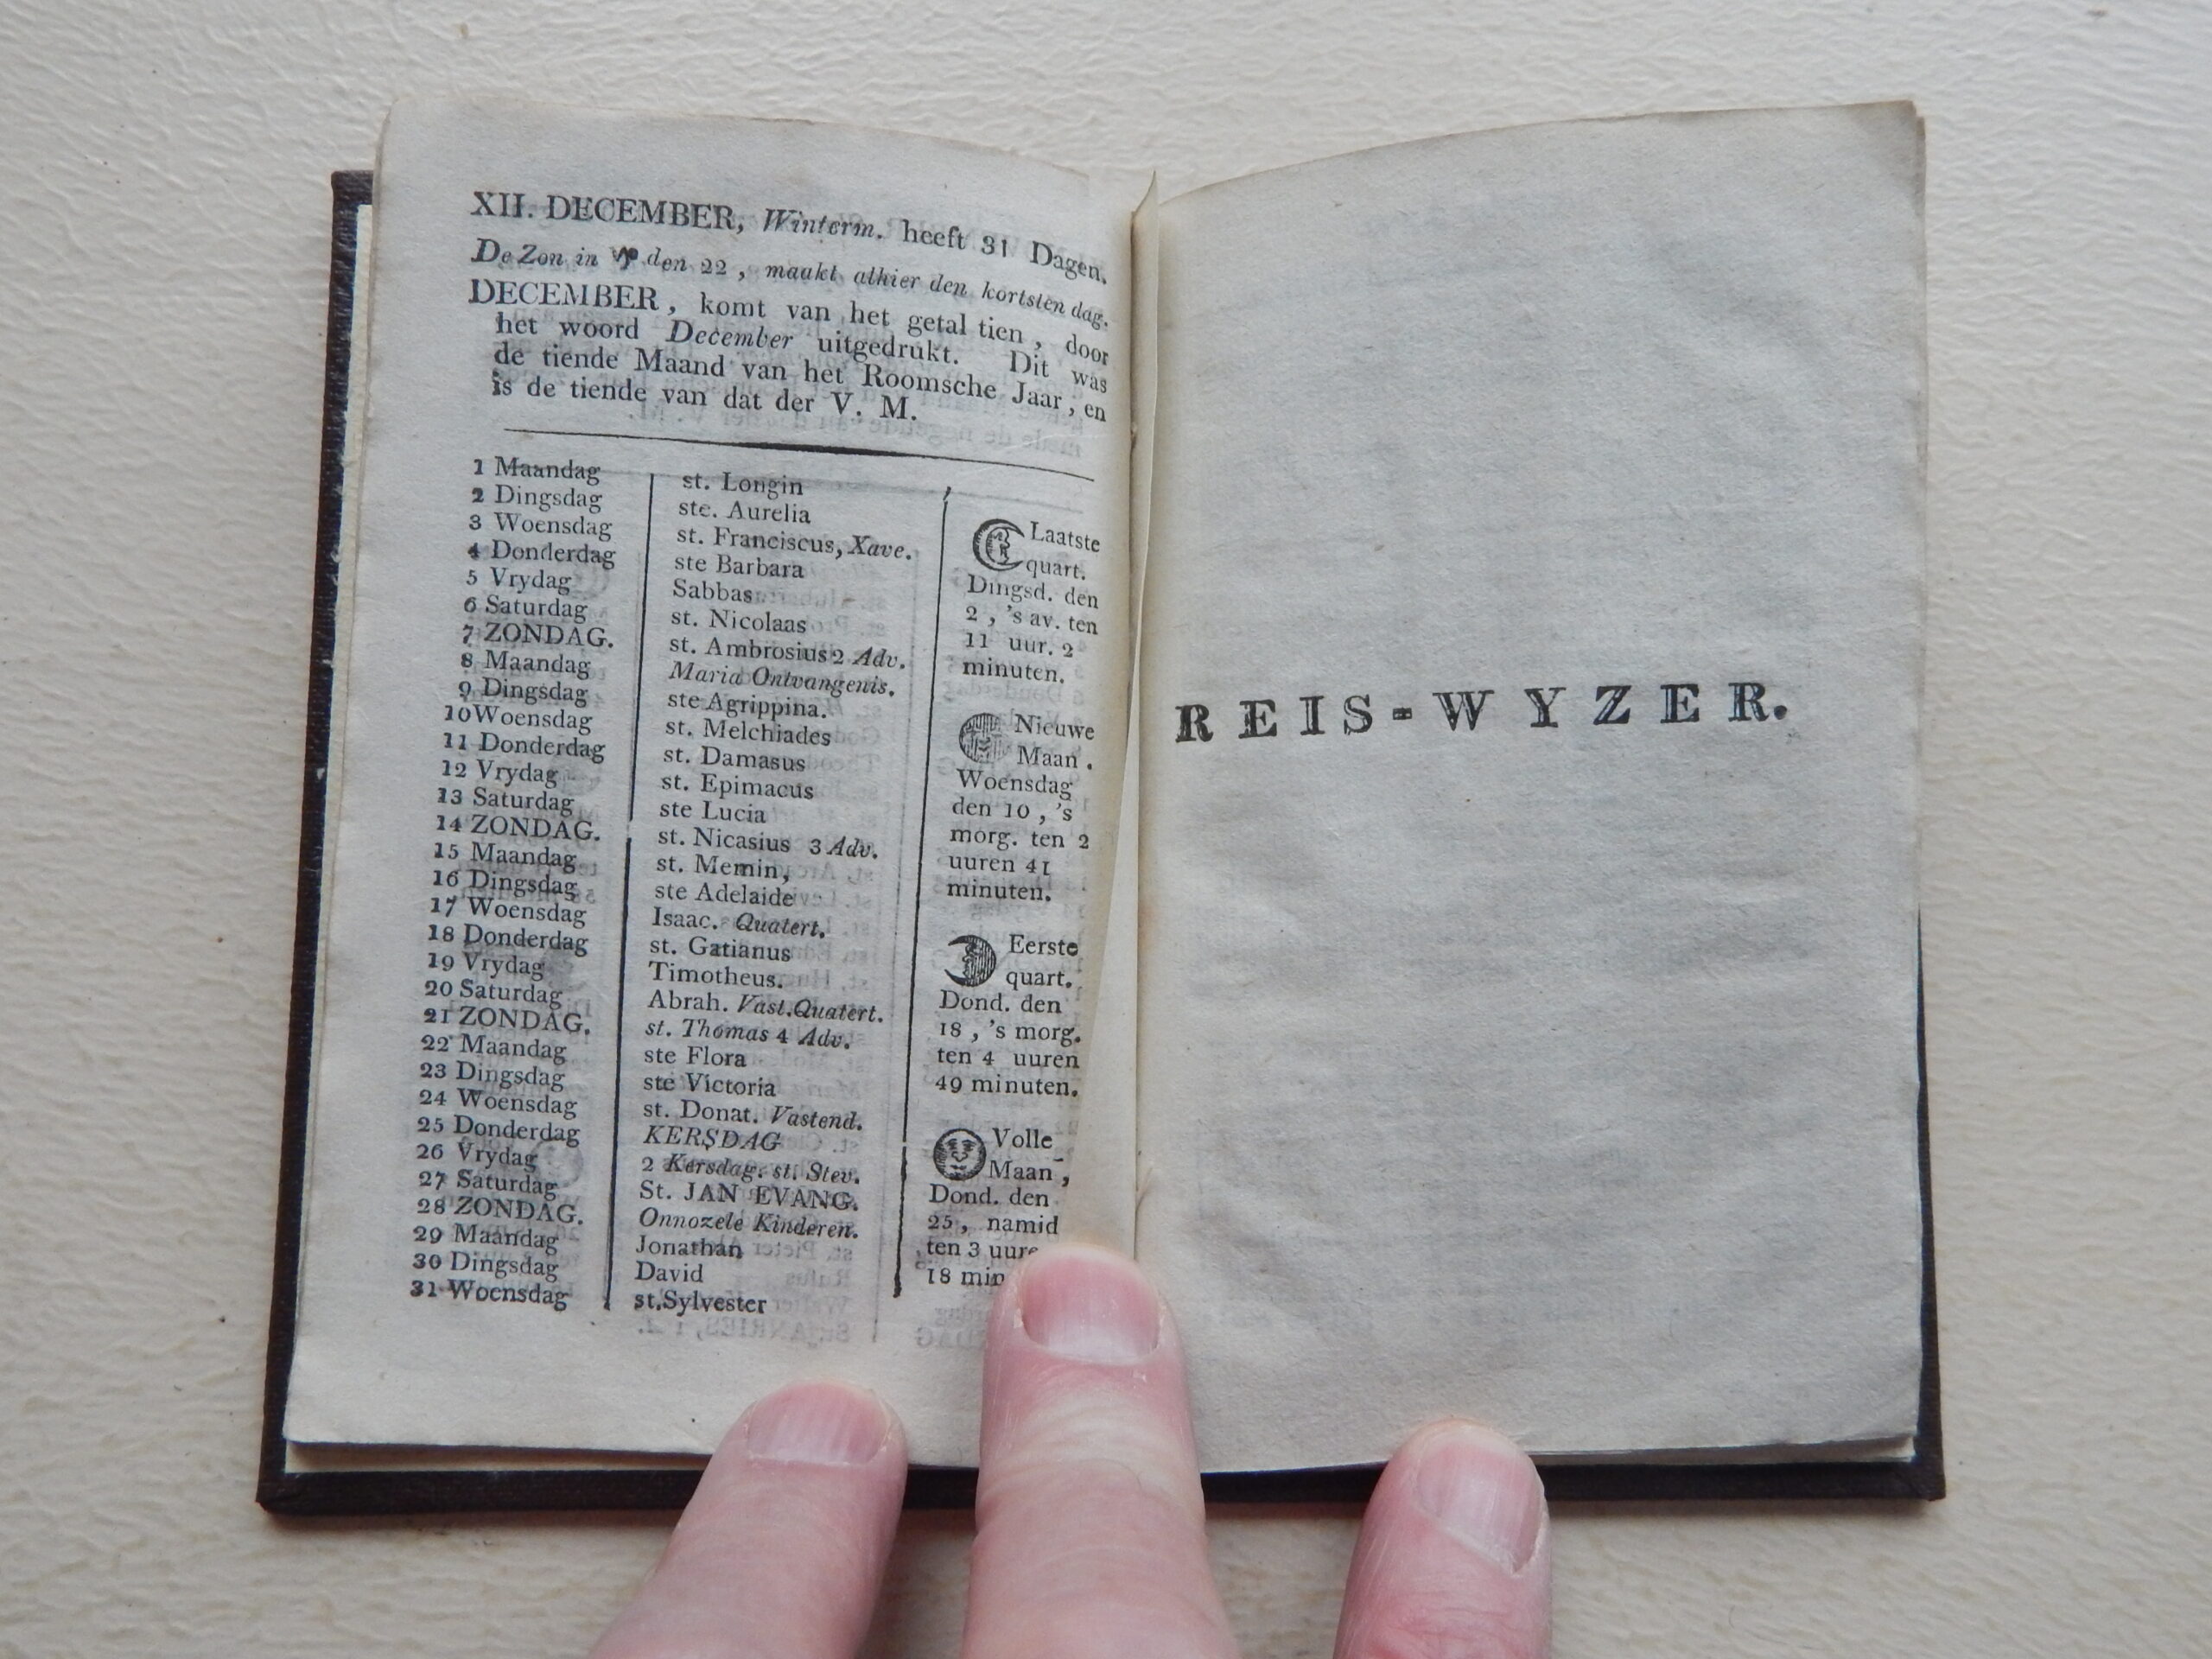 XII. DECEMBER, Winterm. heeft 31 Dagen.
De Zon in ♑ den 22, maakt alhier den kortsten dag.
DECEMBER, komt van het getal tien, door
het woord December uitgedrukt. Dit was
de tiende Maand van het Roomsche Jaar, en
is de tiende van dat der V. M.
1 Maandag
2 Dingsdag
3 Woensdag
4 Donderdag
5 Vrydag
6 Saturdag
7 ZONDAG.
8 Maandag
9 Dingsdag
10 Woensdag
11 Donderdag
12 Vrydag
13 Saturdag
14 ZONDAG.
15 Maandag
16 Dingsdag
17 Woensdag
18 Donderdag
19 Vrydag
20 Saturdag
21 ZONDAG.
22 Maandag
23 Dingsdag
24 Woensdag
25 Donderdag
26 Vrydag
27 Saturdag
28 ZONDAG.
29 Maandag
30 Dingsdag
31 Woensdag
st. Longin
ste. Aurelia
st. Franciscus, Xave.
ste Barbara
Sabbas
st. Nicolaas
st. Ambrosius 2 Adv.
Maria Ontvangenis.
ste Agrippina.
st. Melchiades
st. Damasus
st. Epimacus
ste Lucia
st. Nicasius 3 Adv.
st. Memin,
ste Adelaide
Isaac. Quatert.
st. Gatianus
Timotheus.
Abrah. Vast. Quatert.
st. Thomas 4 Adv.
ste Flora
ste Victoria
st. Donat. Vastend.
KERSDAG
2 Kersdag. st. Stev.
St. JAN EVANG.
Onnozele Kinderen.
Jonathan
David
st. Sylvester
Laatste
quart.
Dingsd. den
2, 's av. ten
11 uur. 2
minuten.
Nieuwe
Maan.
Woensdag
den 10, 's
morg. ten 2
uuren 41
minuten.
Eerste
quart.
Dond. den
18, 's morg.
ten 4 uuren
49 minuten.
Volle
Maan,
Dond. den
25, namid
ten 3 uure
18 min
REIS-WYZER.